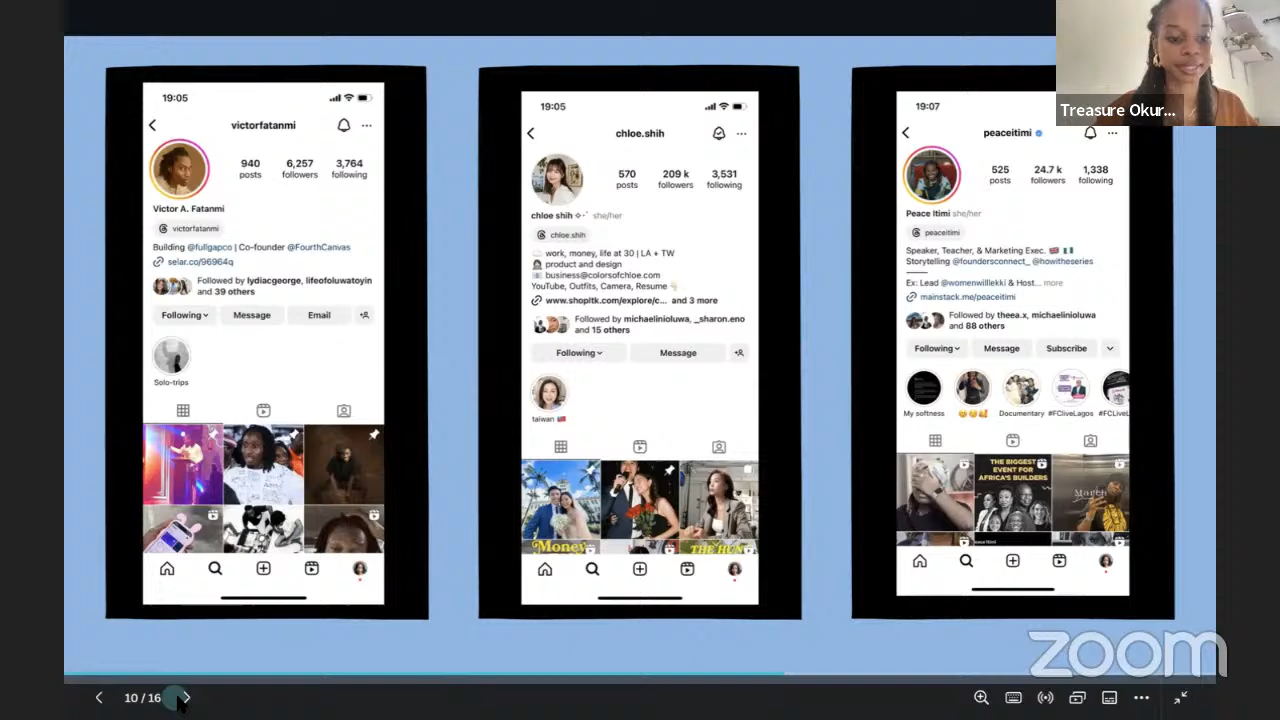 19:05
victorfatanmi
940
6,257
3,764
posts
followers
following
Victor A. Fatanmi
victorfatanmi
Building @fullgapco | Co-founder @FourthCanvas
selar.co/96964q
Followed by lydiacgeorge, lifeofoluwatoyin
and 39 others
Following
Message
Email
Solo-trips
19:05
chloe.shih
570
209 k
3,531
posts
followers
following
chloe shih ✧･ﾟ she/her
chloe.shih
☁️ work, money, life at 30 | LA + TW
product and design
business@colorsofchloe.com
YouTube, Outfits, Camera, Resume 👇🏻
www.shopltk.com/explore/c... and 3 more
Followed by michaelinioluwa, _sharon.eno
and 15 others
Following
Message
taiwan 🇹🇼
Money
THE HUN
19:07
peaceitimi
525
24.7 k
1,338
posts
followers
following
Peace Itimi she/her
peaceitimi
Speaker, Teacher, & Marketing Exec. 🇬🇧 🇳🇬
Storytelling @foundersconnect_ @howitheseries
Ex: Lead @womenwilllekki & Host... more
mainstack.me/peaceitimi
Followed by theea.x, michaelinioluwa
and 88 others
Following
Message
Subscribe
My softness
😊😊🥰
Documentary
#FCLiveLagos
#FCLiveL
THE BIGGEST
EVENT FOR
AFRICA'S BUILDERS
March
Treasure Okur...
zoom
10 / 16